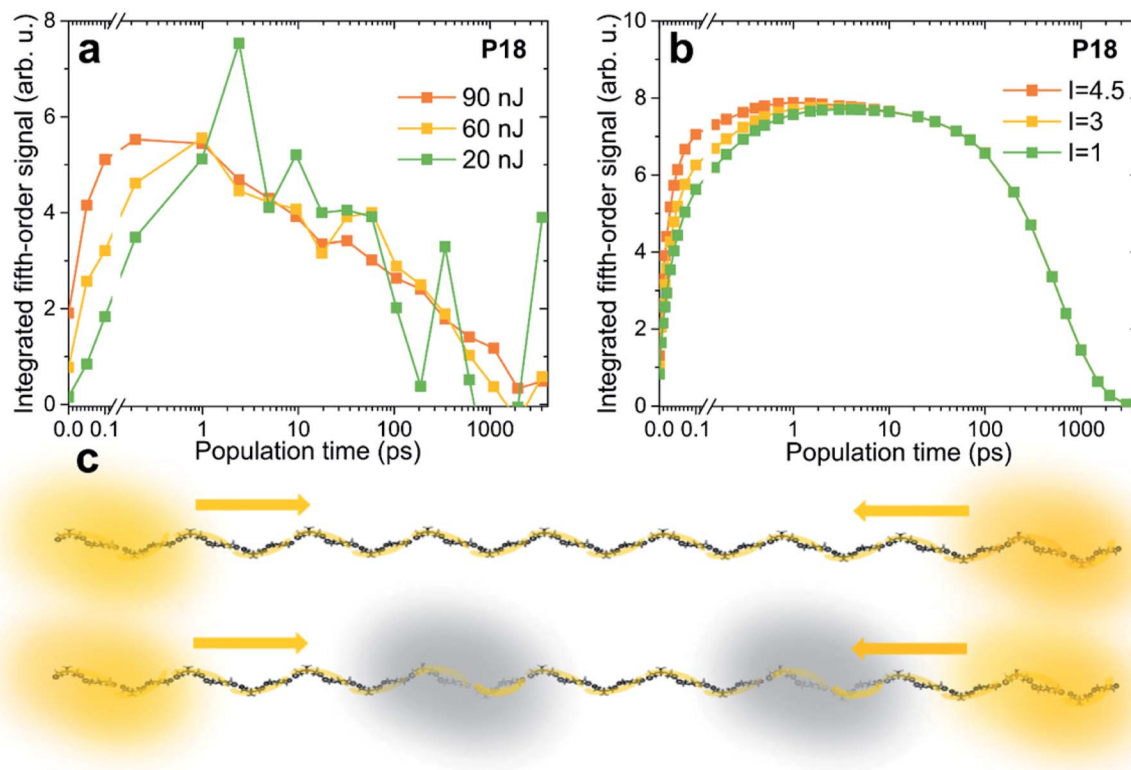 a
P18
90 nJ
60 nJ
20 nJ
Integrated fifth-order signal (arb. u.)
8
6
4
2
0
0.0 0.1 1 10 100 1000
Population time (ps)
b
P18
I=4.5
I=3
I=1
Integrated fifth-order signal (arb. u.)
10
8
6
4
2
0
0.0 0.1 1 10 100 1000
Population time (ps)
c